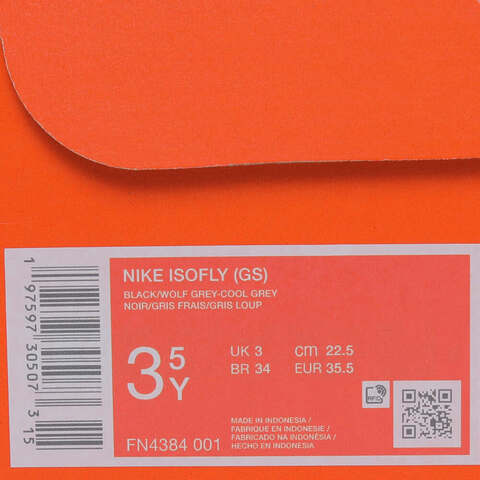 NIKE ISOFLY (GS)
BLACK/WOLF GREY-COOL GREY
NOIR/GRIS FRAIS/GRIS LOUP
3 5 Y
UK 3 cm 22.5
BR 34 EUR 35.5
RFID
MADE IN INDONESIA /
FABRIQUE EN INDONESIE /
FABRICADO NA INDONÉSIA /
HECHO EN INDONESIA
FN4384 001
1 97595 30507 3 15